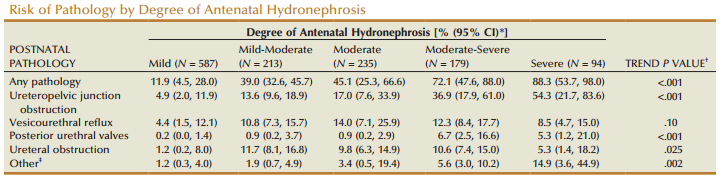 Risk of Pathology by Degree of Antenatal Hydronephrosis
Degree of Antenatal Hydronephrosis [% (95% CI)*]
POSTNATAL PATHOLOGY Mild (N = 587) Mild-Moderate (N = 213) Moderate (N = 235) Moderate-Severe (N = 179) Severe (N = 94) TREND P VALUE†
Any pathology 11.9 (4.5, 28.0) 39.0 (32.6, 45.7) 45.1 (25.3, 66.6) 72.1 (47.6, 88.0) 88.3 (53.7, 98.0) <.001
Ureteropelvic junction obstruction 4.9 (2.0, 11.9) 13.6 (9.6, 18.9) 17.0 (7.6, 33.9) 36.9 (17.9, 61.0) 54.3 (21.7, 83.6) <.001
Vesicourethral reflux 4.4 (1.5, 12.1) 10.8 (7.3, 15.7) 14.0 (7.1, 25.9) 12.3 (8.4, 17.7) 8.5 (4.7, 15.0) .10
Posterior urethral valves 0.2 (0.0, 1.4) 0.9 (0.2, 3.7) 0.9 (0.2, 2.9) 6.7 (2.5, 16.6) 5.3 (1.2, 21.0) <.001
Ureteral obstruction 1.2 (0.2, 8.0) 11.7 (8.1, 16.8) 9.8 (6.3, 14.9) 10.6 (7.4, 15.0) 5.3 (1.4, 18.2) .025
Other‡ 1.2 (0.3, 4.0) 1.9 (0.7, 4.9) 3.4 (0.5, 19.4) 5.6 (3.0, 10.2) 14.9 (3.6, 44.9) .002